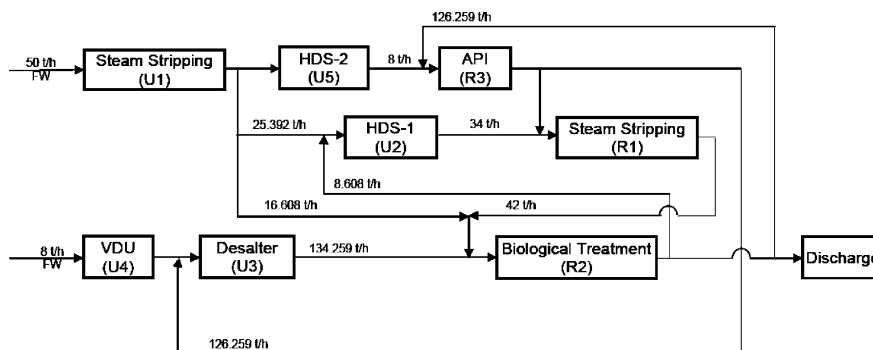 126.259 t/h
50 t/h
FW
Steam Stripping
(U1)
HDS-2
(U5)
8 t/h
API
(R3)
25.392 t/h
HDS-1
(U2)
34 t/h
Steam Stripping
(R1)
8.608 t/h
16.608 t/h
42 t/h
8 t/h
FW
VDU
(U4)
Desalter
(U3)
134.259 t/h
Biological Treatment
(R2)
Discharge
126.259 t/h